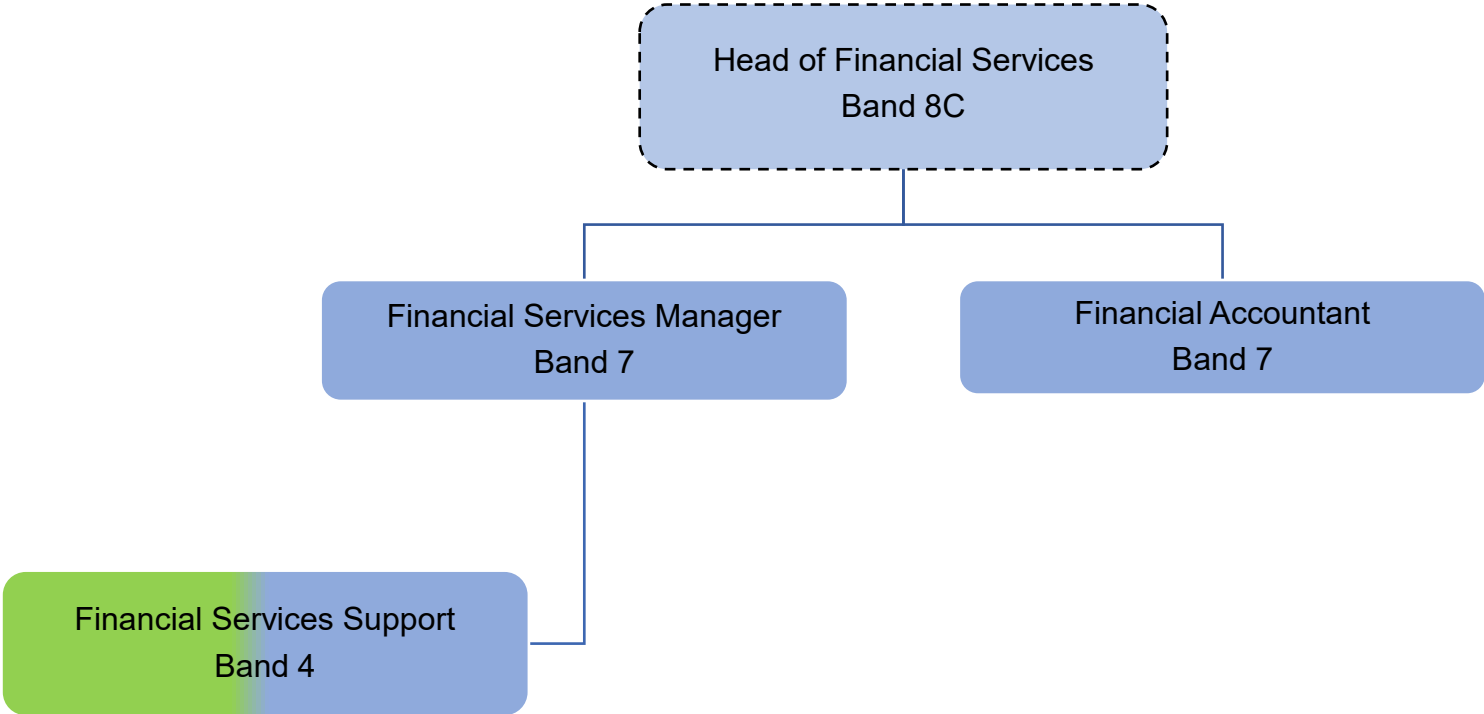 Head of Financial Services
Band 8C
Financial Services Manager
Band 7
Financial Accountant
Band 7
Financial Services Support
Band 4